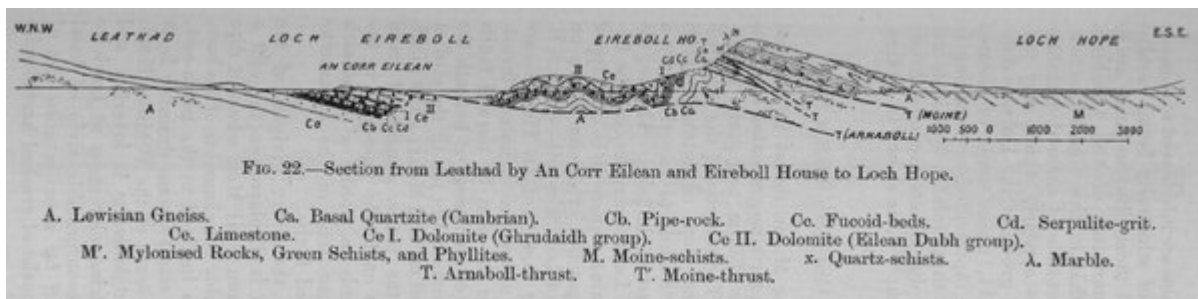 W.N.W. LEATHAD LOCH EIREBOLL EIREBOLL HO. LOCH HOPE E.S.E.
AN CORR EILEAN
II Ce I Cd Cc
A Ca Cb Cc Cd I Ce II A Cb Ca T T T (MOINE) M
T (ARNABOLL)
1000 500 0 1000 2000 3000
FIG. 22.—Section from Leathad by An Corr Eilean and Eireboll House to Loch Hope.
A. Lewisian Gneiss. Ca. Basal Quartzite (Cambrian). Cb. Pipe-rock. Cc. Fucoid-beds. Cd. Serpulite-grit.
Ce. Limestone. Ce I. Dolomite (Ghrudaidh group). Ce II. Dolomite (Eilean Dubh group).
M'. Mylonised Rocks, Green Schists, and Phyllites. M. Moine-schists. x. Quartz-schists. λ. Marble.
T. Arnaboll-thrust. T'. Moine-thrust.